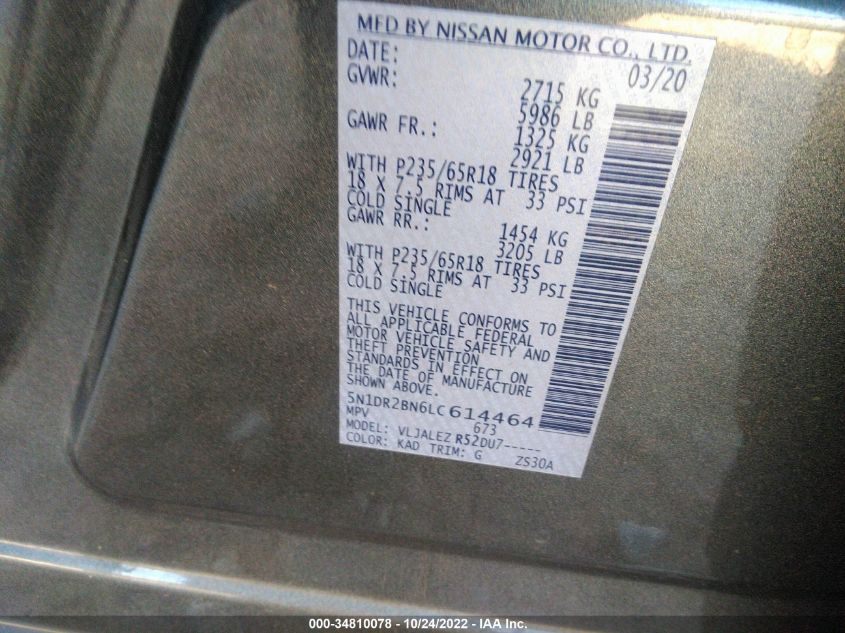 MFD BY NISSAN MOTOR CO., LTD.
DATE: 03/20
GVWR: 2715 KG
5986 LB
GAWR FR.: 1325 KG
2921 LB
WITH P235/65R18 TIRES
18 X 7.5 RIMS AT 33 PSI
COLD SINGLE
GAWR RR.: 1454 KG
3205 LB
WITH P235/65R18 TIRES
18 X 7.5 RIMS AT 33 PSI
COLD SINGLE
THIS VEHICLE CONFORMS TO
ALL APPLICABLE FEDERAL
MOTOR VEHICLE SAFETY AND
THEFT PREVENTION
STANDARDS IN EFFECT ON
THE DATE OF MANUFACTURE
SHOWN ABOVE.
5N1DR2BN6LC614464
MPV 673
MODEL: VLJALEZ R52DU7-----
COLOR: KAD TRIM: G ZS30A
000-34810078 - 10/24/2022 - IAA Inc.